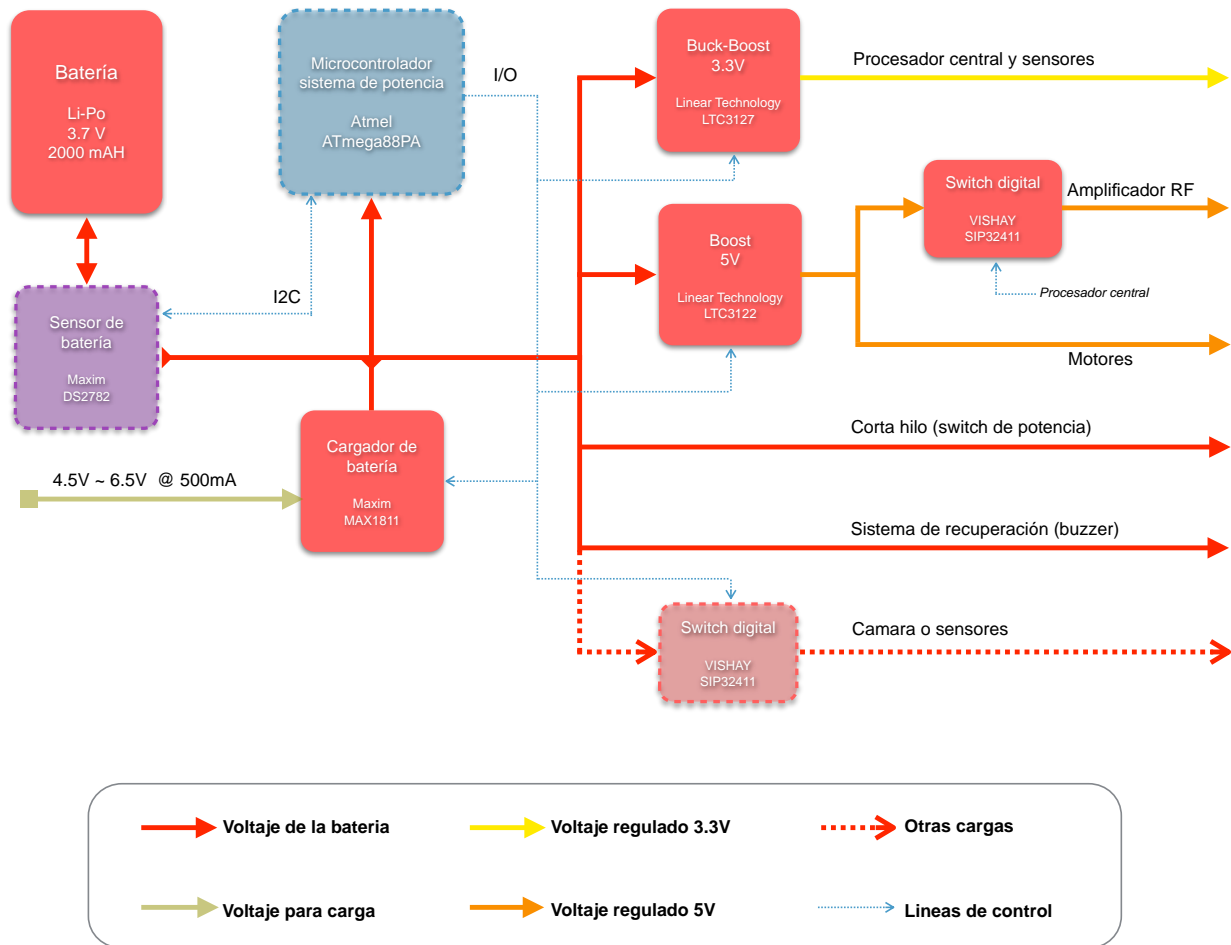 Batería
Li-Po
3.7 V
2000 mAH
Microcontrolador
sistema de potencia
Atmel
ATmega88PA
I/O
Buck-Boost
3.3V
Linear Technology
LTC3127
Procesador central y sensores
Switch digital
VISHAY
SIP32411
Amplificador RF
Boost
5V
Linear Technology
LTC3122
Procesador central
Motores
I2C
Sensor de
batería
Maxim
DS2782
Cargador de
batería
Maxim
MAX1811
4.5V ~ 6.5V @ 500mA
Corta hilo (switch de potencia)
Sistema de recuperación (buzzer)
Switch digital
VISHAY
SIP32411
Camara o sensores
Voltaje de la bateria
Voltaje regulado 3.3V
Otras cargas
Voltaje para carga
Voltaje regulado 5V
Lineas de control